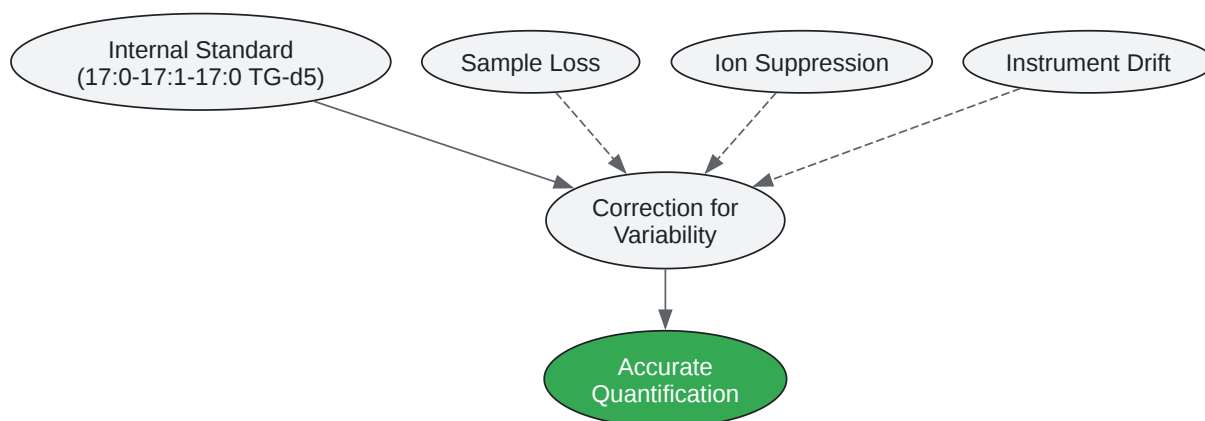 Internal Standard
(17:0-17:1-17:0 TG-d5)
Sample Loss
Ion Suppression
Instrument Drift
Correction for
Variability
Accurate
Quantification